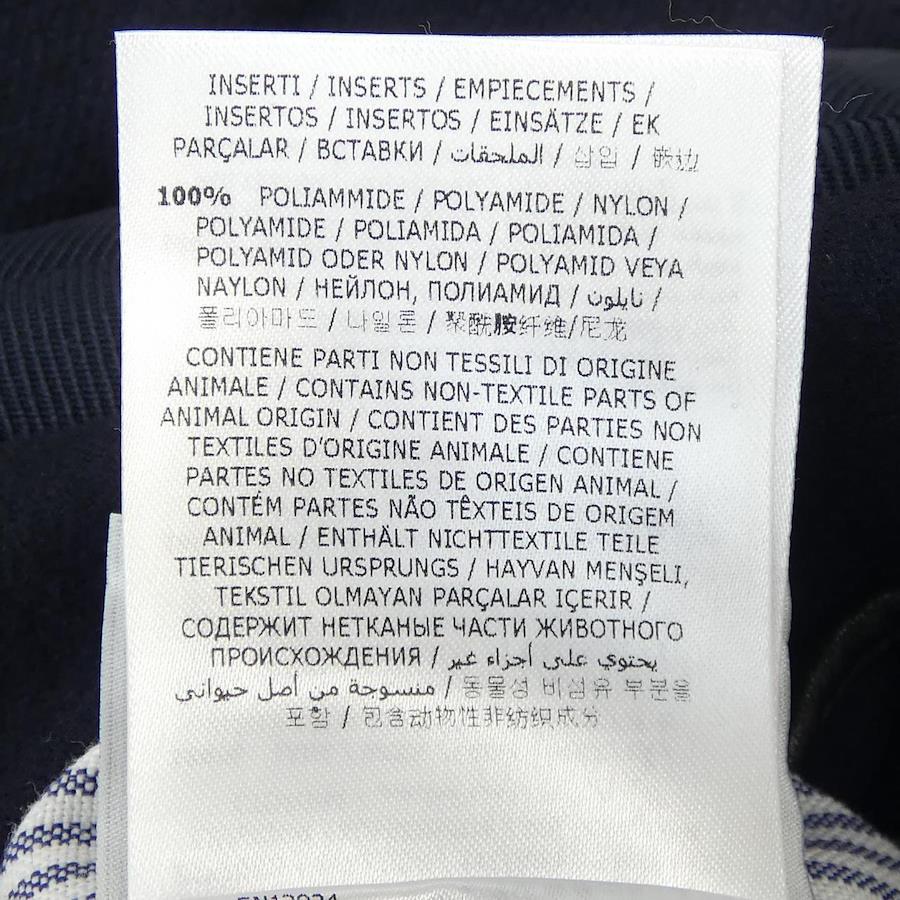 INSERTI / INSERTS / EMPIECEMENTS /
INSERTOS / INSERTOS / EINSÄTZE / EK
PARÇALAR / ВСТАВКИ / الملحقات / 삽입 / 嵌边
100% POLIAMMIDE / POLYAMIDE / NYLON /
POLYAMIDE / POLIAMIDA / POLIAMIDA /
POLYAMID ODER NYLON / POLYAMID VEYA
NAYLON / НЕЙЛОН, ПОЛИАМИД / نايلون /
폴리아마드 / 나일론 / 聚酰胺纤维/尼龙
CONTIENE PARTI NON TESSILI DI ORIGINE
ANIMALE / CONTAINS NON-TEXTILE PARTS OF
ANIMAL ORIGIN / CONTIENT DES PARTIES NON
TEXTILES D'ORIGINE ANIMALE / CONTIENE
PARTES NO TEXTILES DE ORIGEN ANIMAL /
CONTÉM PARTES NÃO TÊXTEIS DE ORIGEM
ANIMAL / ENTHÄLT NICHTTEXTILE TEILE
TIERISCHEN URSPRUNGS / HAYVAN MENŞELİ,
TEKSTIL OLMAYAN PARÇALAR IÇERIR /
СОДЕРЖИТ НЕТКАНЫЕ ЧАСТИ ЖИВОТНОГО
ПРОИСХОЖДЕНИЯ / يحتوي على أجزاء غير
منسوجة من أصل حيواني / 동물성 비섬유 부분을
포함 / 包含动物性非纺织成分